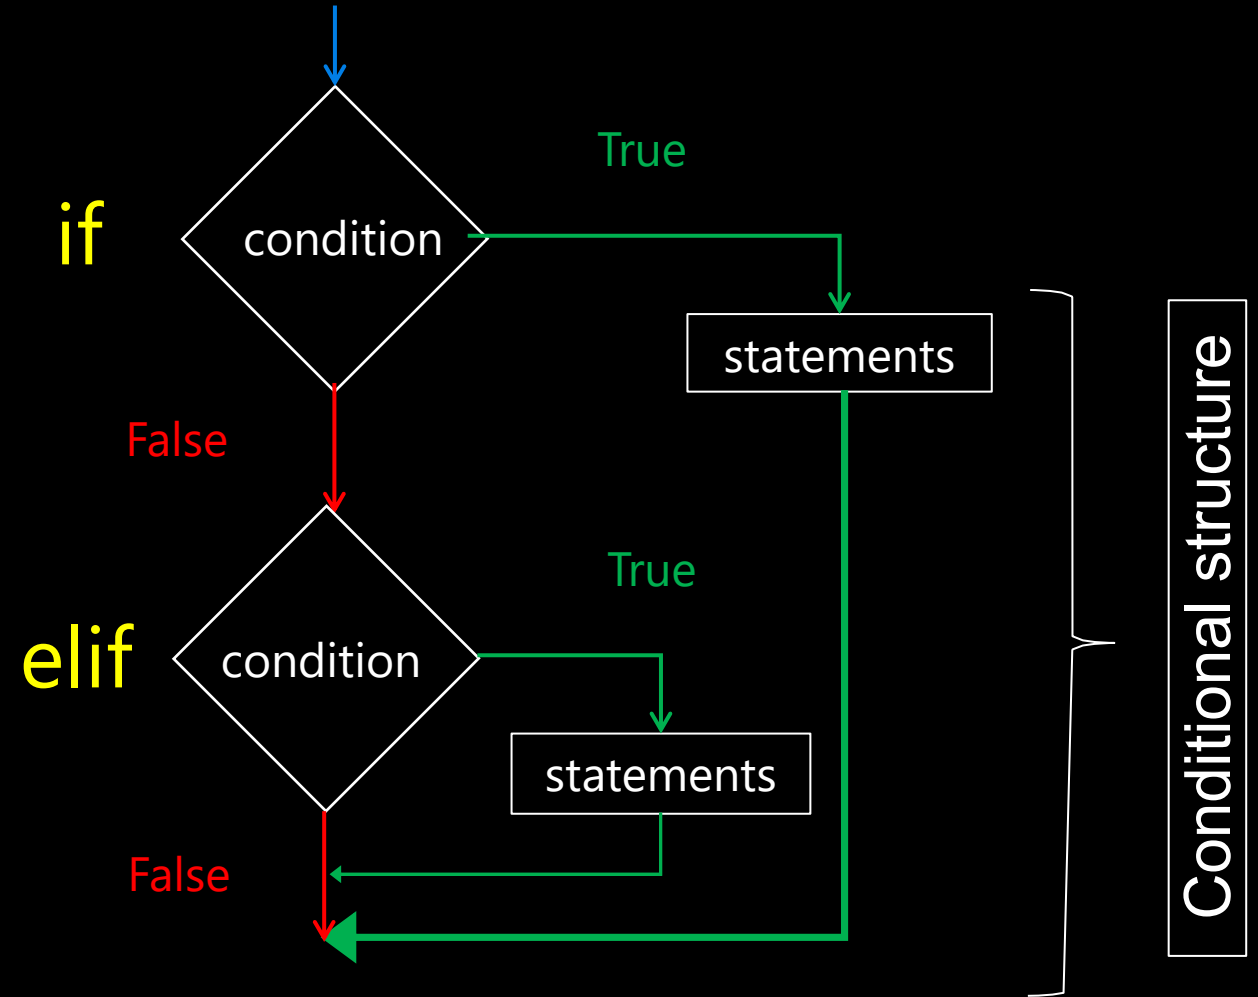 True
if
condition
statements
False
True
elif
condition
statements
False
Conditional structure